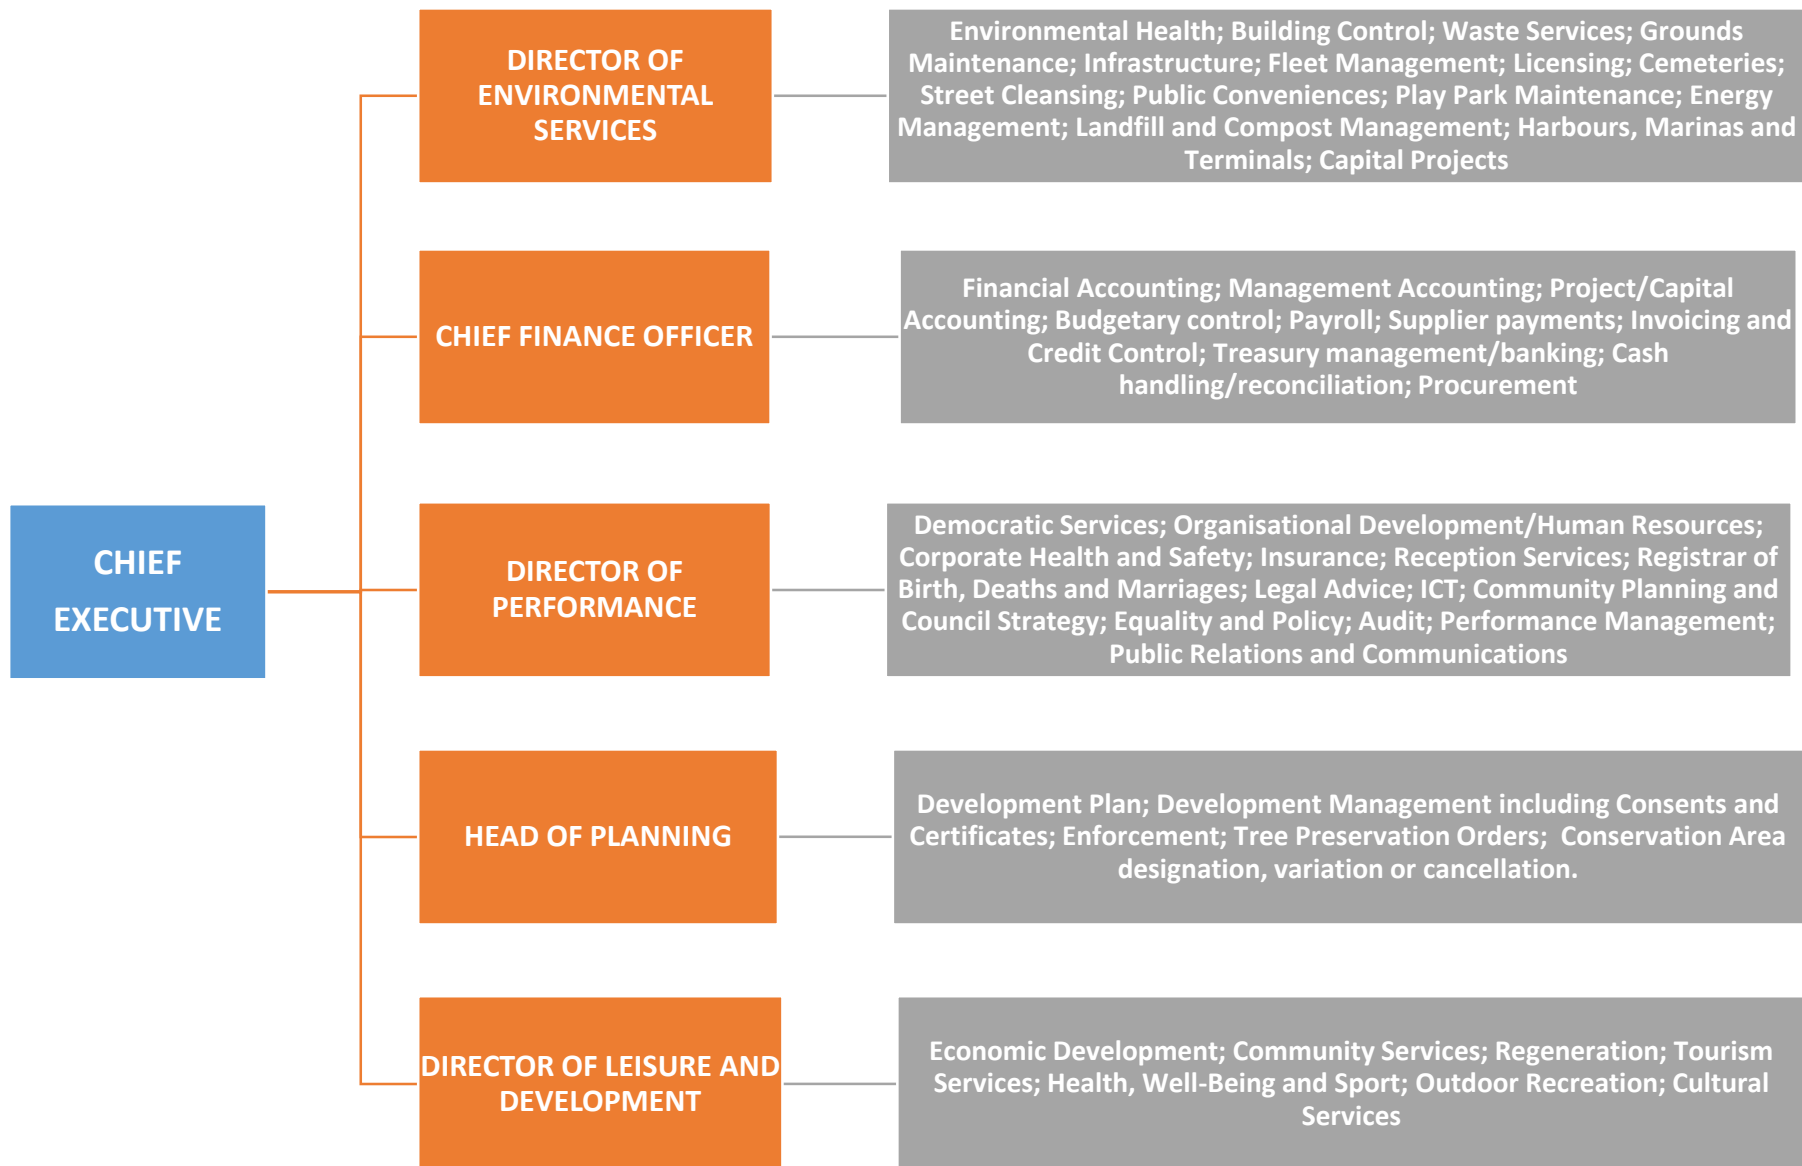 DIRECTOR OF
ENVIRONMENTAL
SERVICES
Environmental Health; Building Control; Waste Services; Grounds
Maintenance; Infrastructure; Fleet Management; Licensing; Cemeteries;
Street Cleansing; Public Conveniences; Play Park Maintenance; Energy
Management; Landfill and Compost Management; Harbours, Marinas and
Terminals; Capital Projects
CHIEF FINANCE OFFICER
Financial Accounting; Management Accounting; Project/Capital
Accounting; Budgetary control; Payroll; Supplier payments; Invoicing and
Credit Control; Treasury management/banking; Cash
handling/reconciliation; Procurement
CHIEF
EXECUTIVE
DIRECTOR OF
PERFORMANCE
Democratic Services; Organisational Development/Human Resources;
Corporate Health and Safety; Insurance; Reception Services; Registrar of
Birth, Deaths and Marriages; Legal Advice; ICT; Community Planning and
Council Strategy; Equality and Policy; Audit; Performance Management;
Public Relations and Communications
HEAD OF PLANNING
Development Plan; Development Management including Consents and
Certificates; Enforcement; Tree Preservation Orders;  Conservation Area
designation, variation or cancellation.
DIRECTOR OF LEISURE AND
DEVELOPMENT
Economic Development; Community Services; Regeneration; Tourism
Services; Health, Well-Being and Sport; Outdoor Recreation; Cultural
Services